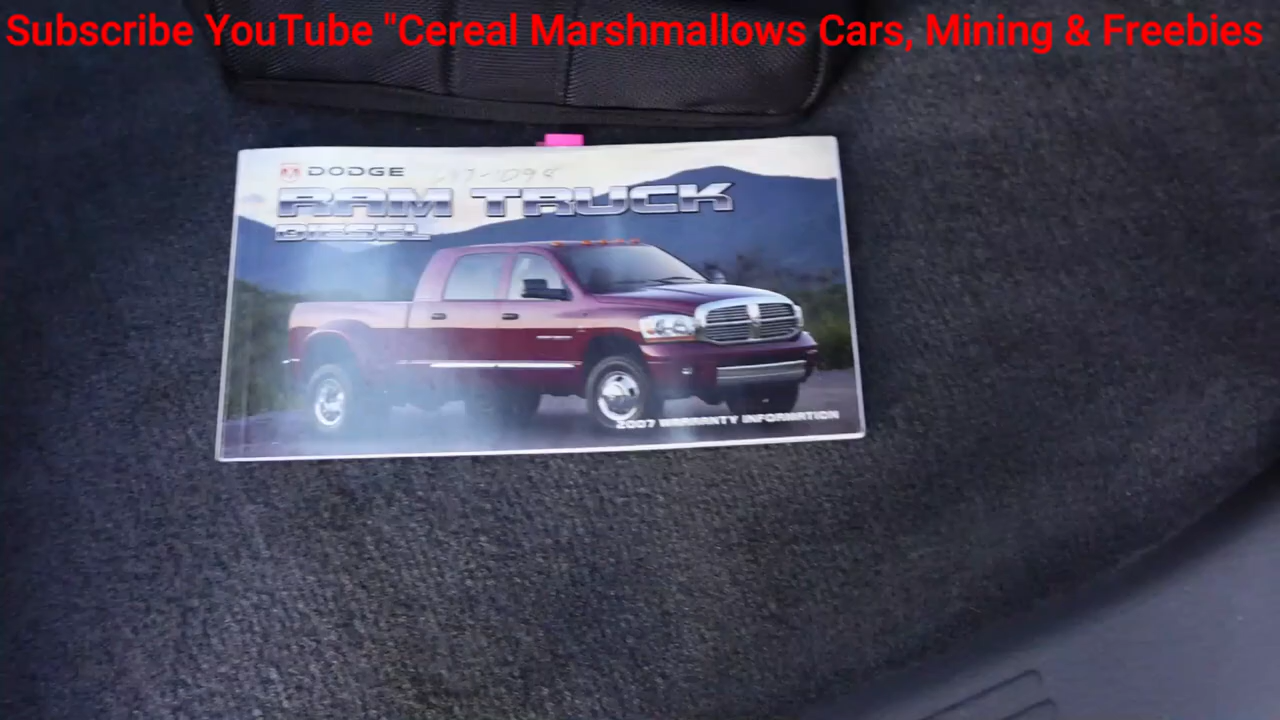 Subscribe YouTube "Cereal Marshmallows Cars, Mining & Freebies
DODGE
RAM TRUCK
DIESEL
2007 WARRANTY INFORMATION